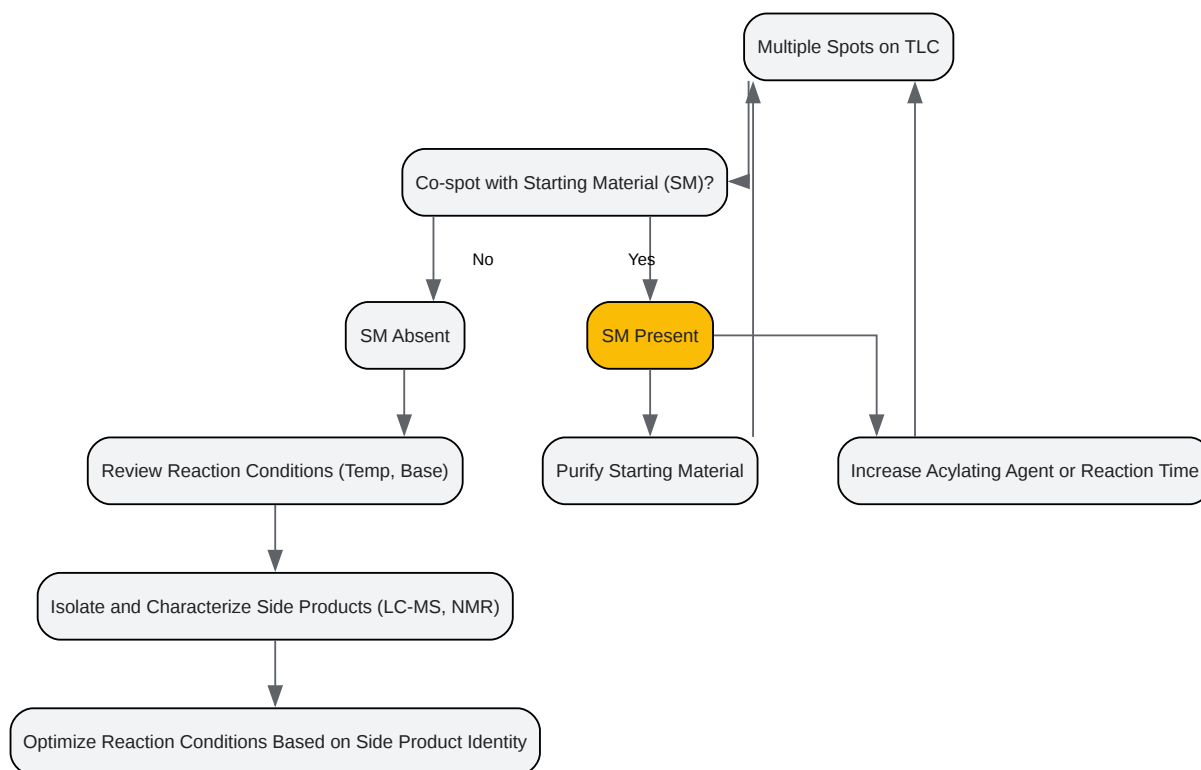 Multiple Spots on TLC
Co-spot with Starting Material (SM)?
No
Yes
SM Absent
SM Present
Review Reaction Conditions (Temp, Base)
Purify Starting Material
Increase Acylating Agent or Reaction Time
Isolate and Characterize Side Products (LC-MS, NMR)
Optimize Reaction Conditions Based on Side Product Identity